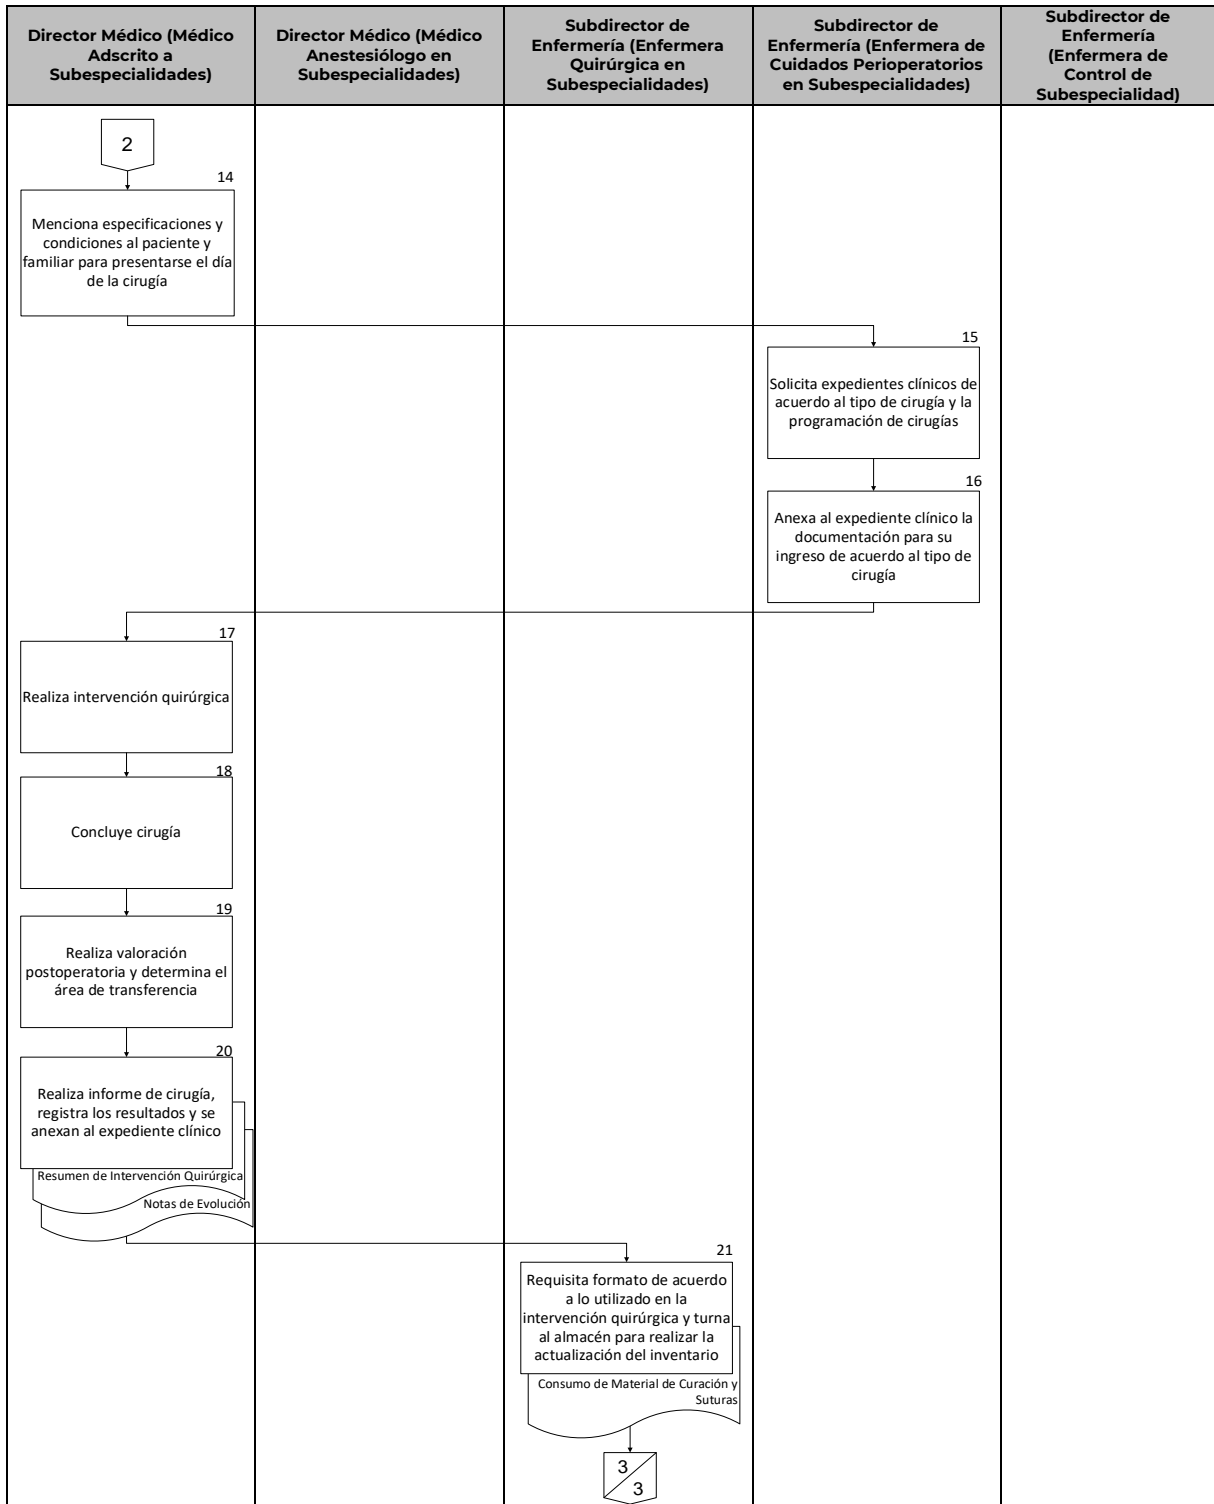 Director Médico (Médico
Adscrito a
Subespecialidades)
Director Médico (Médico
Anestesiólogo en
Subespecialidades)
Subdirector de
Enfermería (Enfermera
Quirúrgica en
Subespecialidades)
Subdirector de
Enfermería (Enfermera de
Cuidados Perioperatorios
en Subespecialidades)
Subdirector de
Enfermería
(Enfermera de
Control de
Subespecialidad)
2
14
Menciona especificaciones y
condiciones al paciente y
familiar para presentarse el día
de la cirugía
15
Solicita expedientes clínicos de
acuerdo al tipo de cirugía y la
programación de cirugías
16
Anexa al expediente clínico la
documentación para su
ingreso de acuerdo al tipo de
cirugía
17
Realiza intervención quirúrgica
18
Concluye cirugía
19
Realiza valoración
postoperatoria y determina el
área de transferencia
20
Realiza informe de cirugía,
registra los resultados y se
anexan al expediente clínico
Resumen de Intervención Quirúrgica
Notas de Evolución
21
Requisita formato de acuerdo
a lo utilizado en la
intervención quirúrgica y turna
al almacén para realizar la
actualización del inventario
Consumo de Material de Curación y
Suturas
3
3